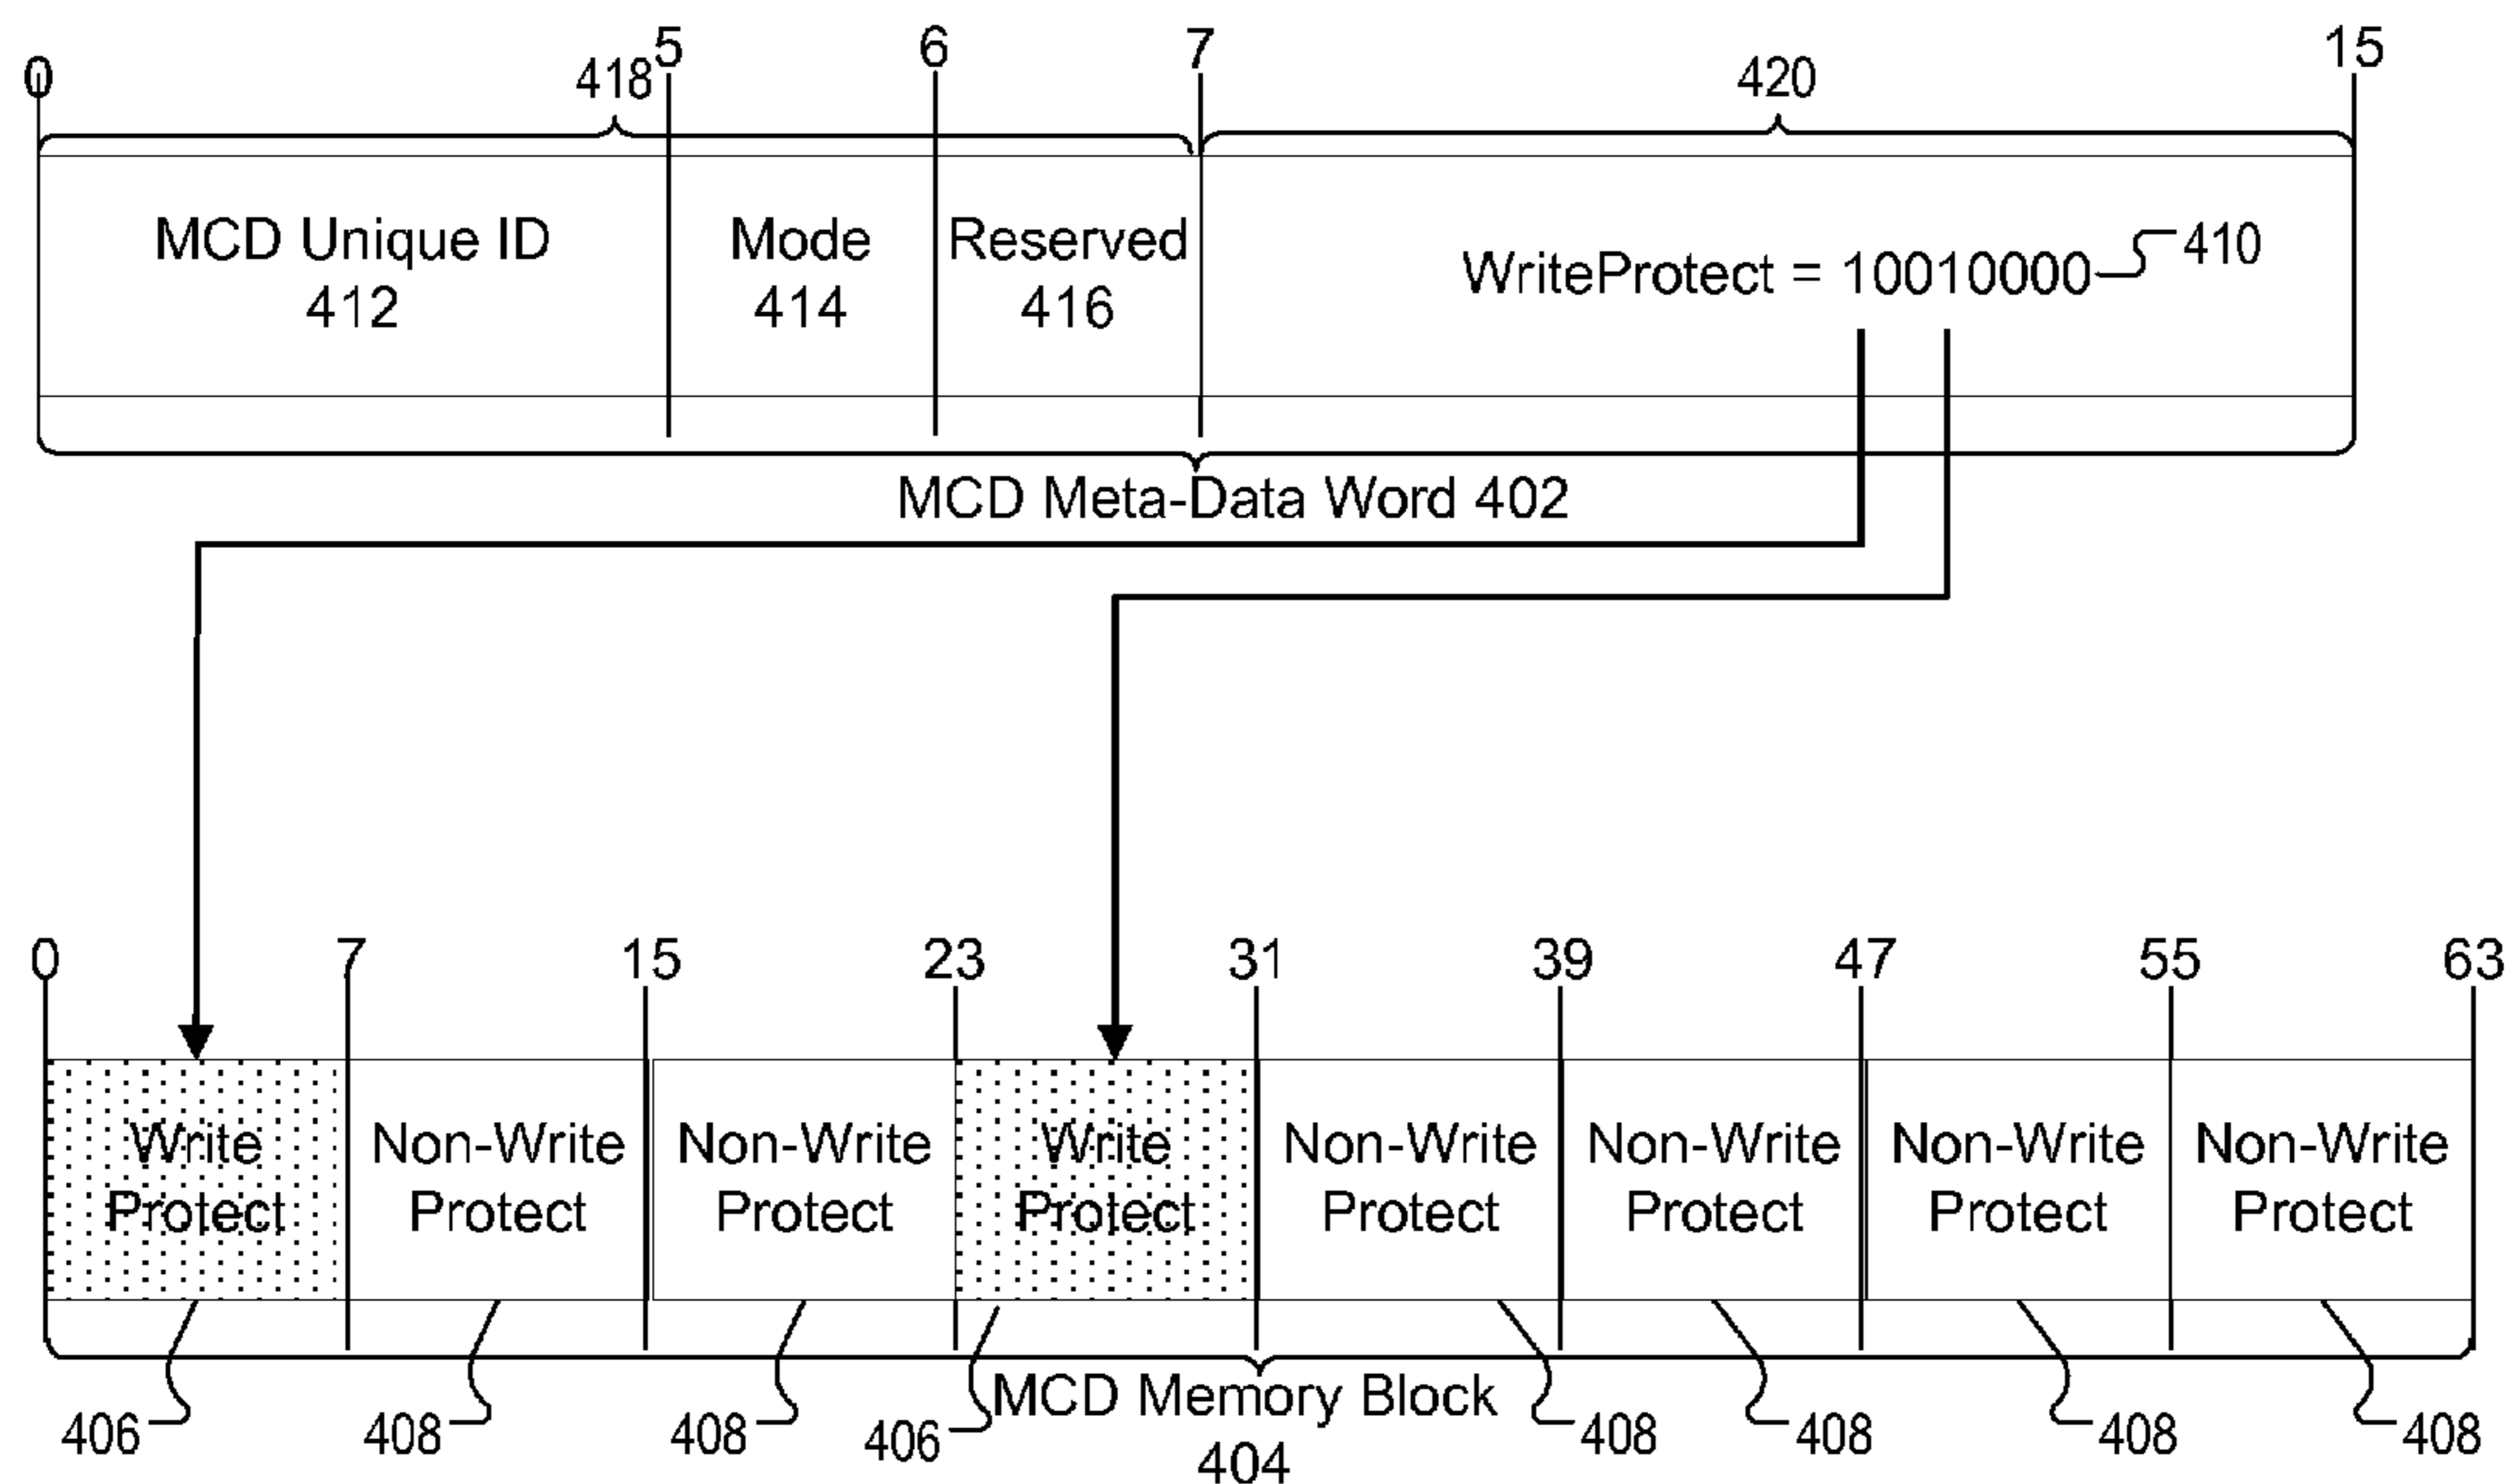 0 418 5 6 7 420 15
MCD Unique ID Mode Reserved
412 414 416
WriteProtect = 10010000 410
MCD Meta-Data Word 402
0 7 15 23 31 39 47 55 63
Write Non-Write Non-Write Write Non-Write Non-Write Non-Write Non-Write
Protect Protect Protect Protect Protect Protect Protect Protect
MCD Memory Block
406 408 408 406 408 408 408 408
404